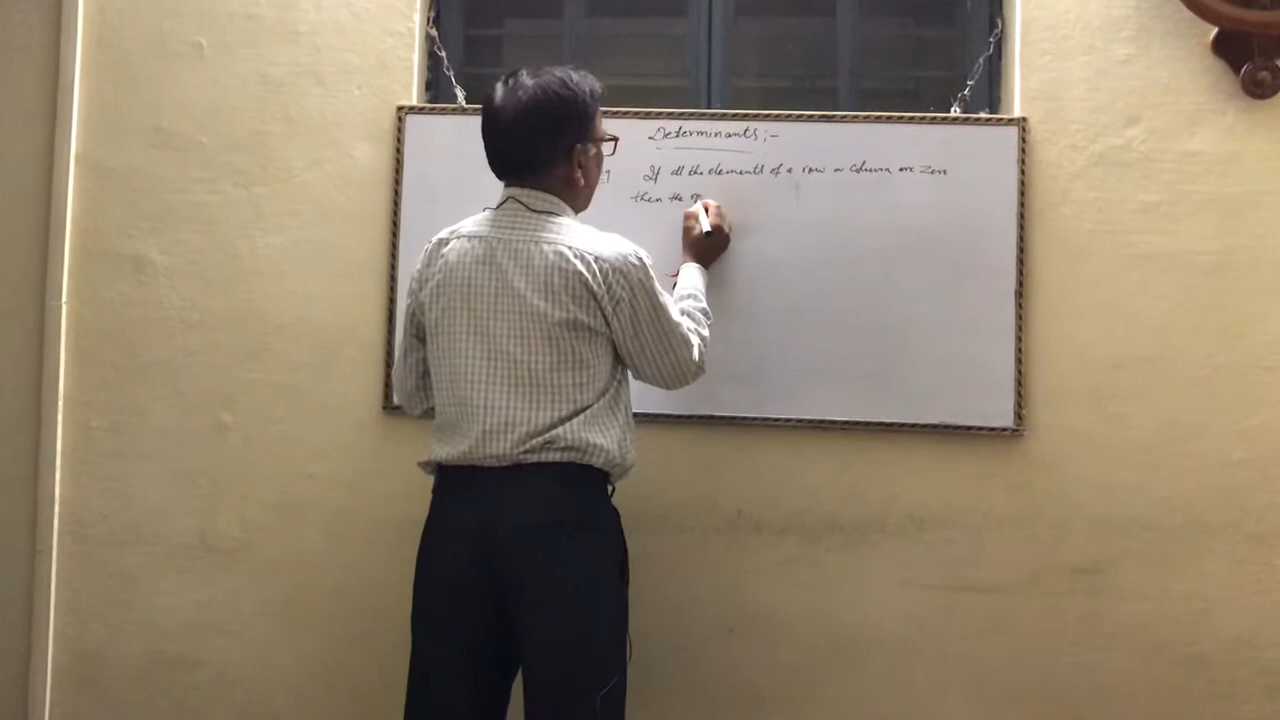 Determinants :-
If all the elements of a row or Column are Zero
then the